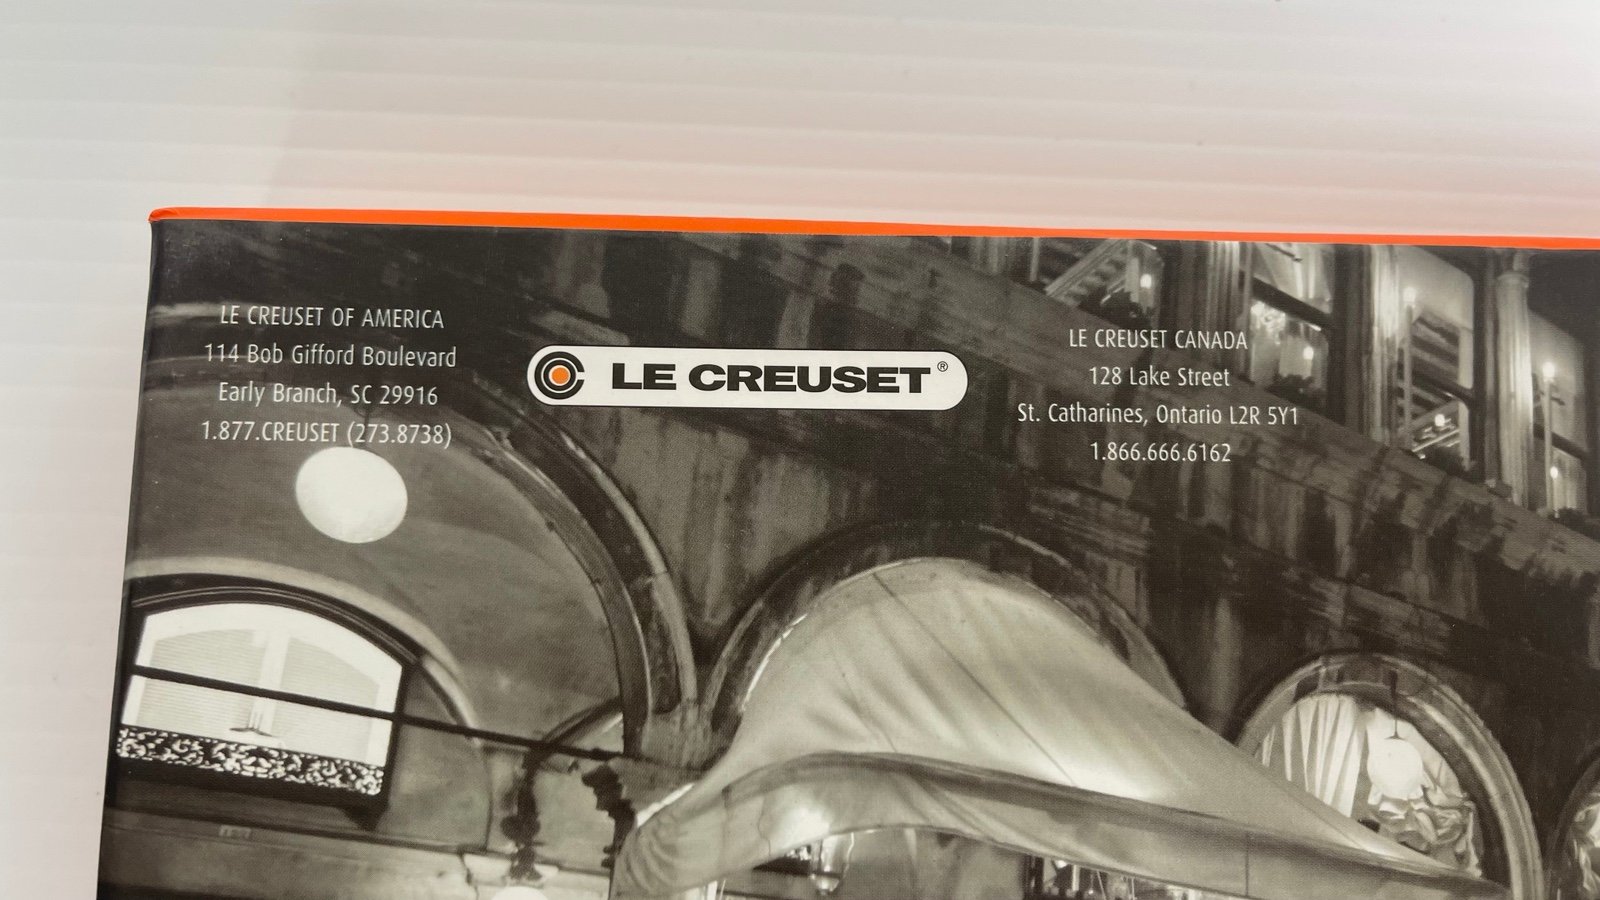 LE CREUSET OF AMERICA
114 Bob Gifford Boulevard
Early Branch, SC 29916
1.877.CREUSET (273.8738)
LE CREUSET®
LE CREUSET CANADA
128 Lake Street
St. Catharines, Ontario L2R 5Y1
1.866.666.6162